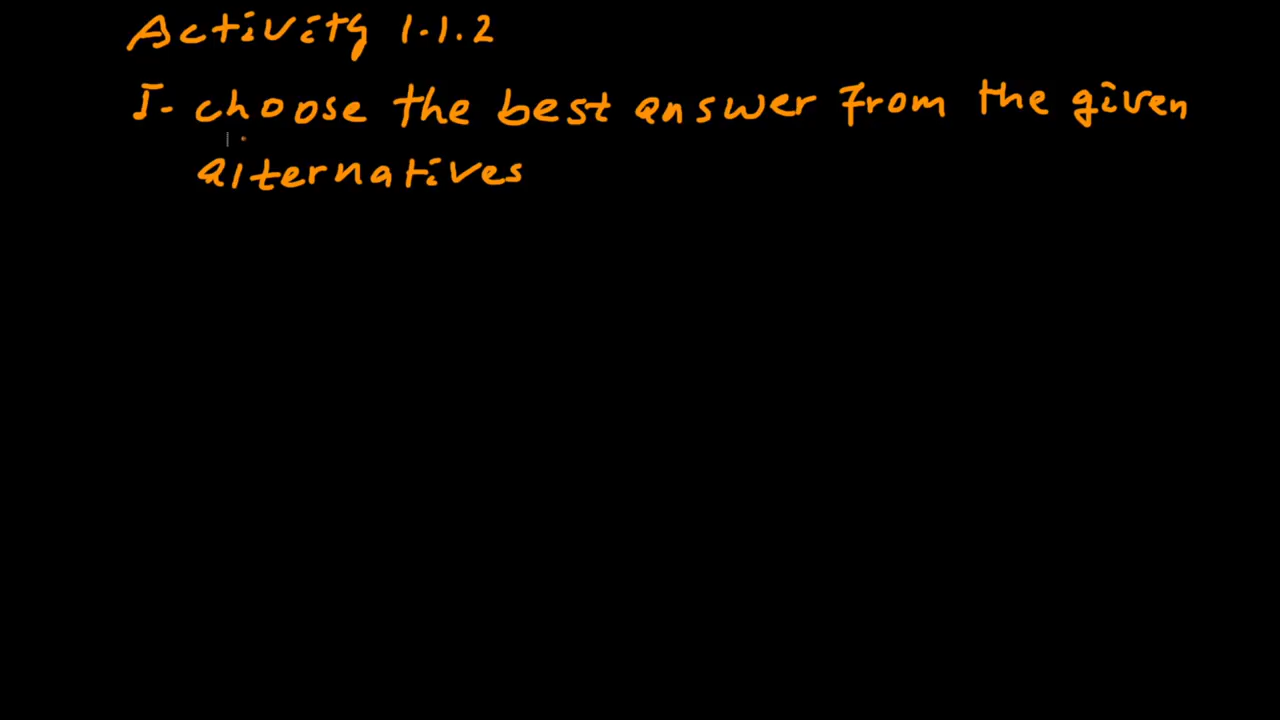 Activity 1.1.2
I- choose the best answer from the given
alternatives